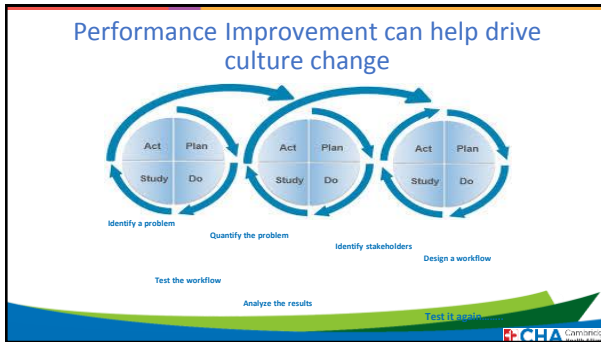 Performance Improvement can help drive
culture change
Act Plan
Study Do
Act Plan
Study Do
Act Plan
Study Do
Identify a problem
Quantify the problem
Identify stakeholders
Design a workflow
Test the workflow
Analyze the results
Test it again........
CHA